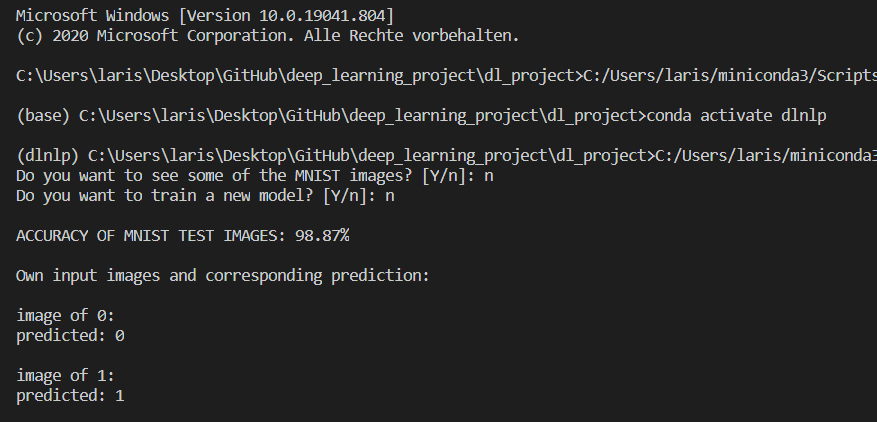 Microsoft Windows [Version 10.0.19041.804]
(c) 2020 Microsoft Corporation. Alle Rechte vorbehalten.
C:\Users\laris\Desktop\GitHub\deep_learning_project\dl_project>C:/Users/laris/miniconda3/Scripts
(base) C:\Users\laris\Desktop\GitHub\deep_learning_project\dl_project>conda activate dlnlp
(dlnlp) C:\Users\laris\Desktop\GitHub\deep_learning_project\dl_project>C:/Users/laris/miniconda3
Do you want to see some of the MNIST images? [Y/n]: n
Do you want to train a new model? [Y/n]: n
ACCURACY OF MNIST TEST IMAGES: 98.87%
Own input images and corresponding prediction:
image of 0:
predicted: 0
image of 1:
predicted: 1